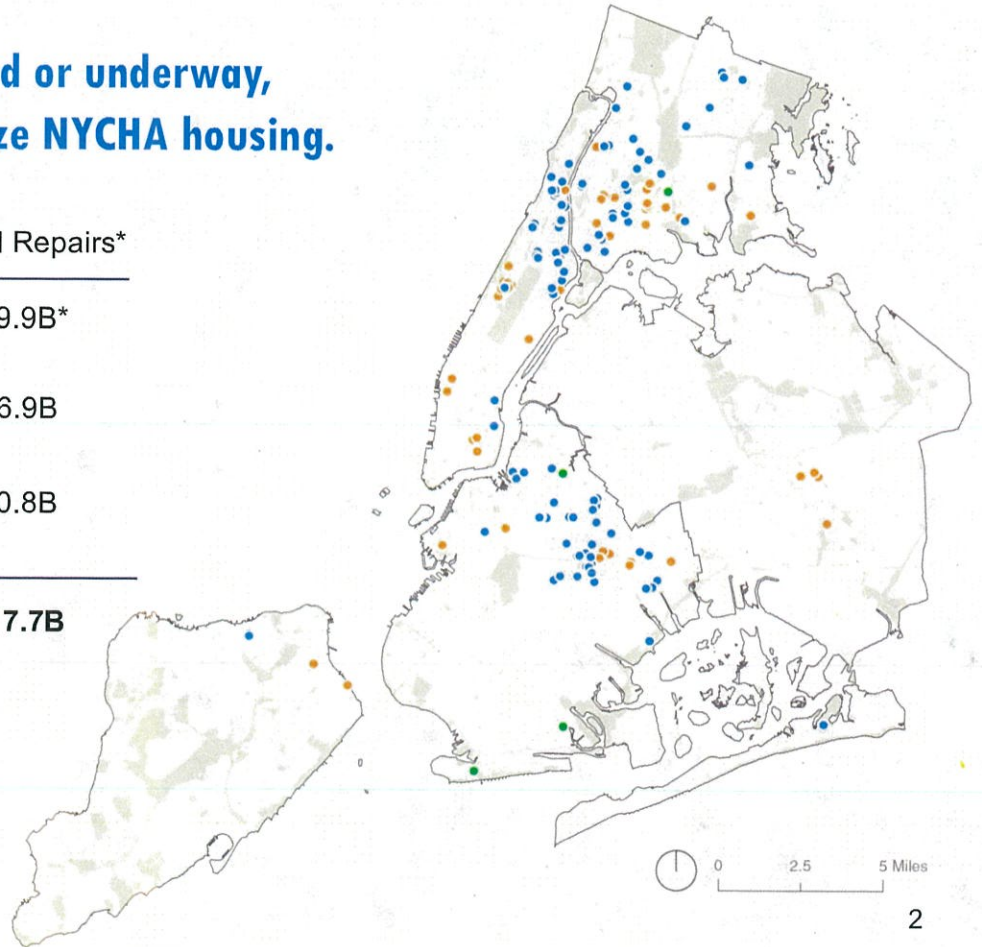 d or underway,
ze NYCHA housing.
l Repairs*
9.9B*
6.9B
0.8B
7.7B
0 2.5 5 Miles
2